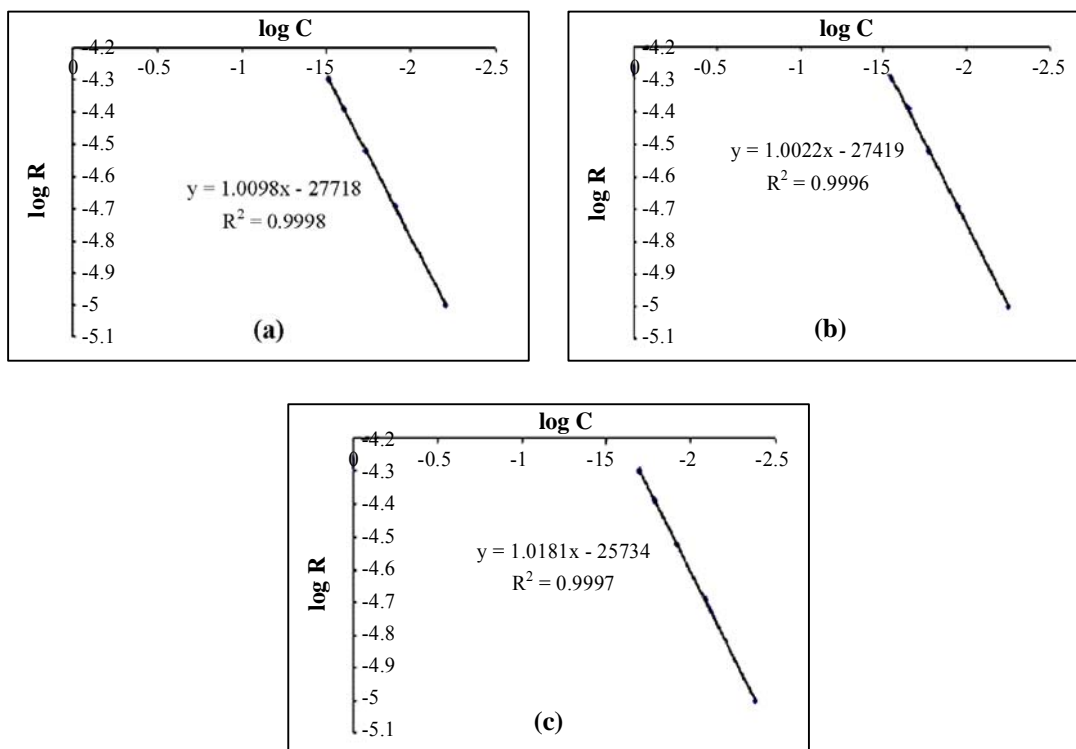 log C
-4.2
0 -0.5 -1 -15 -2 -2.5
-4.3
-4.4
-4.5
-4.6
-4.7
-4.8
-4.9
-5
-5.1
log R
y = 1.0098x - 27718
R² = 0.9998
(a)
log C
-4.2
0 -0.5 -1 -15 -2 -2.5
-4.3
-4.4
-4.5
-4.6
-4.7
-4.8
-4.9
-5
-5.1
log R
y = 1.0022x - 27419
R² = 0.9996
(b)
log C
-4.2
0 -0.5 -1 -15 -2 -2.5
-4.3
-4.4
-4.5
-4.6
-4.7
-4.8
-4.9
-5
-5.1
log R
y = 1.0181x - 25734
R² = 0.9997
(c)